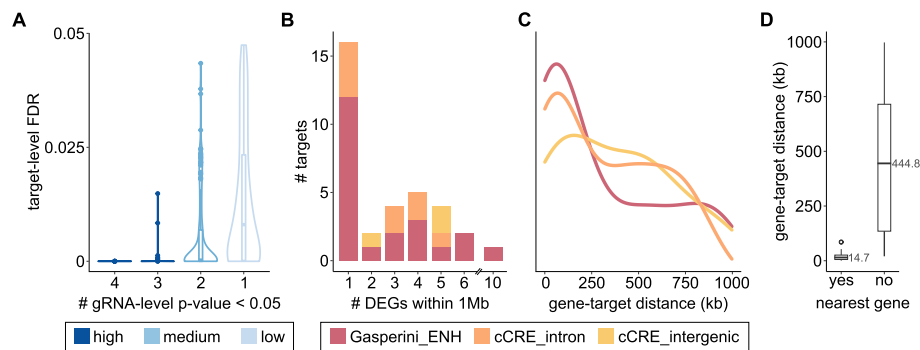 A
B
C
D
0.05
0.025
0
target-level FDR
4 3 2 1
# gRNA-level p-value < 0.05
high medium low
15
10
5
0
# targets
1 2 3 4 5 6 10
# DEGs within 1Mb
0 250 500 750 1000
gene-target distance (kb)
Gasperini_ENH cCRE_intron cCRE_intergenic
1000
750
500
250
0
gene-target distance (kb)
444.8
14.7
yes no
nearest gene